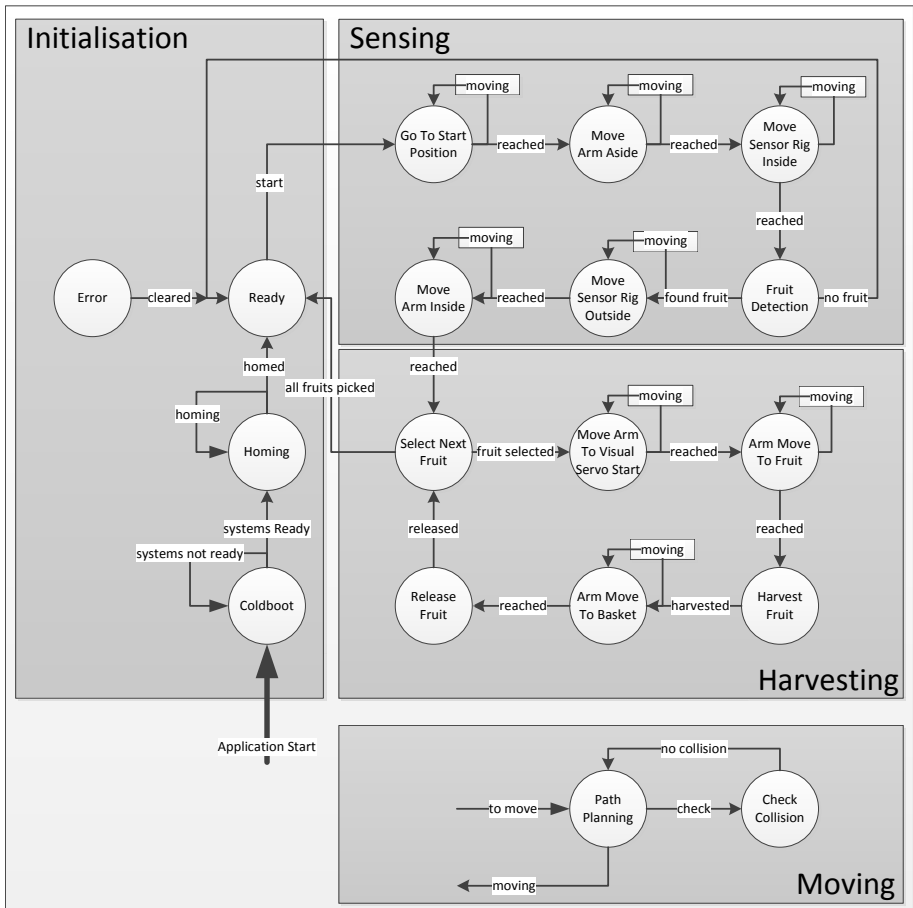 Initialisation
Sensing
moving
moving
moving
Go To Start
Position
reached
Move
Arm Aside
reached
Move
Sensor Rig
Inside
start
reached
moving
moving
Error
cleared
Ready
Move
Arm Inside
reached
Move
Sensor Rig
Outside
found fruit
Fruit
Detection
no fruit
homed
reached
all fruits picked
homing
moving
moving
Homing
Select Next
Fruit
fruit selected
Move Arm
To Visual
Servo Start
reached
Arm Move
To Fruit
systems Ready
released
reached
systems not ready
moving
Coldboot
Release
Fruit
reached
Arm Move
To Basket
harvested
Harvest
Fruit
Harvesting
Application Start
no collision
to move
Path
Planning
check
Check
Collision
moving
Moving